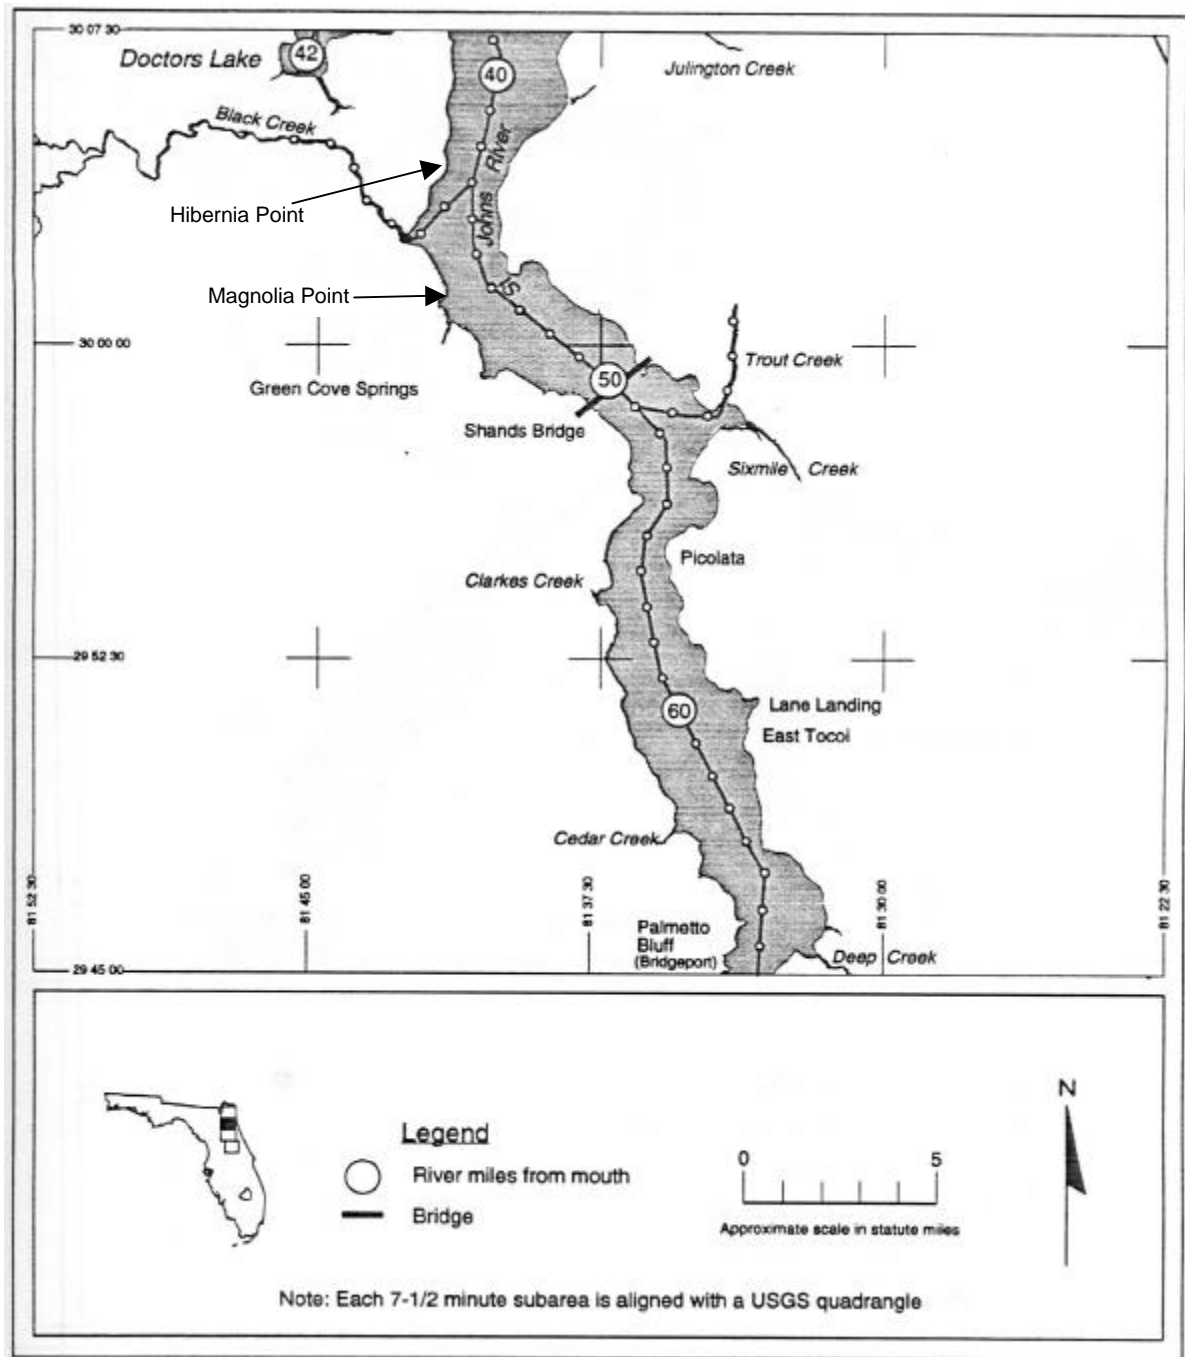 30 07 30
Doctors Lake
42
40
Julington Creek
Black Creek
St Johns River
Hibernia Point
Magnolia Point
30 00 00
Green Cove Springs
50
Trout Creek
Shands Bridge
Sixmile Creek
Picolata
Clarkes Creek
29 52 30
60
Lane Landing
East Tocoi
Cedar Creek
81 52 30
81 45 00
81 37 30
81 30 00
81 22 30
Palmetto
Bluff
(Bridgeport)
Deep Creek
29 45 00
N
Legend
River miles from mouth
Bridge
0 5
Approximate scale in statute miles
Note: Each 7-1/2 minute subarea is aligned with a USGS quadrangle